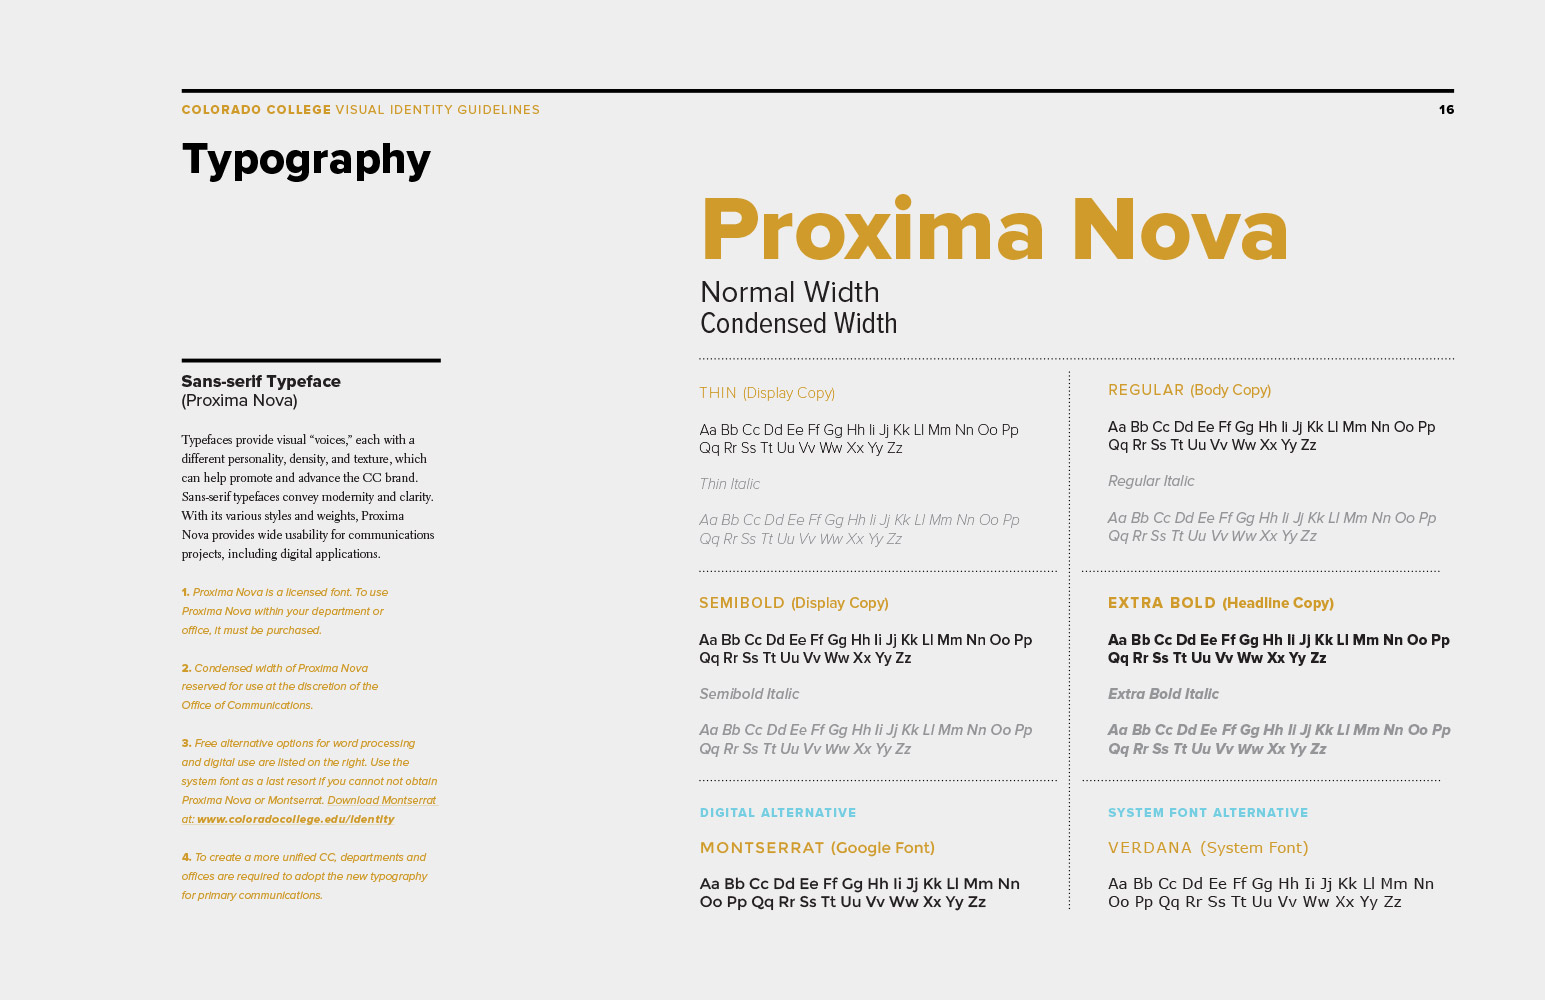 COLORADO COLLEGE VISUAL IDENTITY GUIDELINES
16
Typography
Proxima Nova
Normal Width
Condensed Width
Sans-serif Typeface
(Proxima Nova)
Typefaces provide visual “voices,” each with a
different personality, density, and texture, which
can help promote and advance the CC brand.
Sans-serif typefaces convey modernity and clarity.
With its various styles and weights, Proxima
Nova provides wide usability for communications
projects, including digital applications.
1. Proxima Nova is a licensed font. To use
Proxima Nova within your department or
office, it must be purchased.
2. Condensed width of Proxima Nova
reserved for use at the discretion of the
Office of Communications.
3. Free alternative options for word processing
and digital use are listed on the right. Use the
system font as a last resort if you cannot not obtain
Proxima Nova or Montserrat. Download Montserrat
at: www.coloradocollege.edu/identity
4. To create a more unified CC, departments and
offices are required to adopt the new typography
for primary communications.
THIN (Display Copy)
Aa Bb Cc Dd Ee Ff Gg Hh Ii Jj Kk Ll Mm Nn Oo Pp
Qq Rr Ss Tt Uu Vv Ww Xx Yy Zz
Thin Italic
Aa Bb Cc Dd Ee Ff Gg Hh Ii Jj Kk Ll Mm Nn Oo Pp
Qq Rr Ss Tt Uu Vv Ww Xx Yy Zz
REGULAR (Body Copy)
Aa Bb Cc Dd Ee Ff Gg Hh Ii Jj Kk Ll Mm Nn Oo Pp
Qq Rr Ss Tt Uu Vv Ww Xx Yy Zz
Regular Italic
Aa Bb Cc Dd Ee Ff Gg Hh Ii Jj Kk Ll Mm Nn Oo Pp
Qq Rr Ss Tt Uu Vv Ww Xx Yy Zz
SEMIBOLD (Display Copy)
Aa Bb Cc Dd Ee Ff Gg Hh Ii Jj Kk Ll Mm Nn Oo Pp
Qq Rr Ss Tt Uu Vv Ww Xx Yy Zz
Semibold Italic
Aa Bb Cc Dd Ee Ff Gg Hh Ii Jj Kk Ll Mm Nn Oo Pp
Qq Rr Ss Tt Uu Vv Ww Xx Yy Zz
EXTRA BOLD (Headline Copy)
Aa Bb Cc Dd Ee Ff Gg Hh Ii Jj Kk Ll Mm Nn Oo Pp
Qq Rr Ss Tt Uu Vv Ww Xx Yy Zz
Extra Bold Italic
Aa Bb Cc Dd Ee Ff Gg Hh Ii Jj Kk Ll Mm Nn Oo Pp
Qq Rr Ss Tt Uu Vv Ww Xx Yy Zz
DIGITAL ALTERNATIVE
MONTSERRAT (Google Font)
Aa Bb Cc Dd Ee Ff Gg Hh Ii Jj Kk Ll Mm Nn
Oo Pp Qq Rr Ss Tt Uu Vv Ww Xx Yy Zz
SYSTEM FONT ALTERNATIVE
VERDANA (System Font)
Aa Bb Cc Dd Ee Ff Gg Hh Ii Jj Kk Ll Mm Nn
Oo Pp Qq Rr Ss Tt Uu Vv Ww Xx Yy Zz